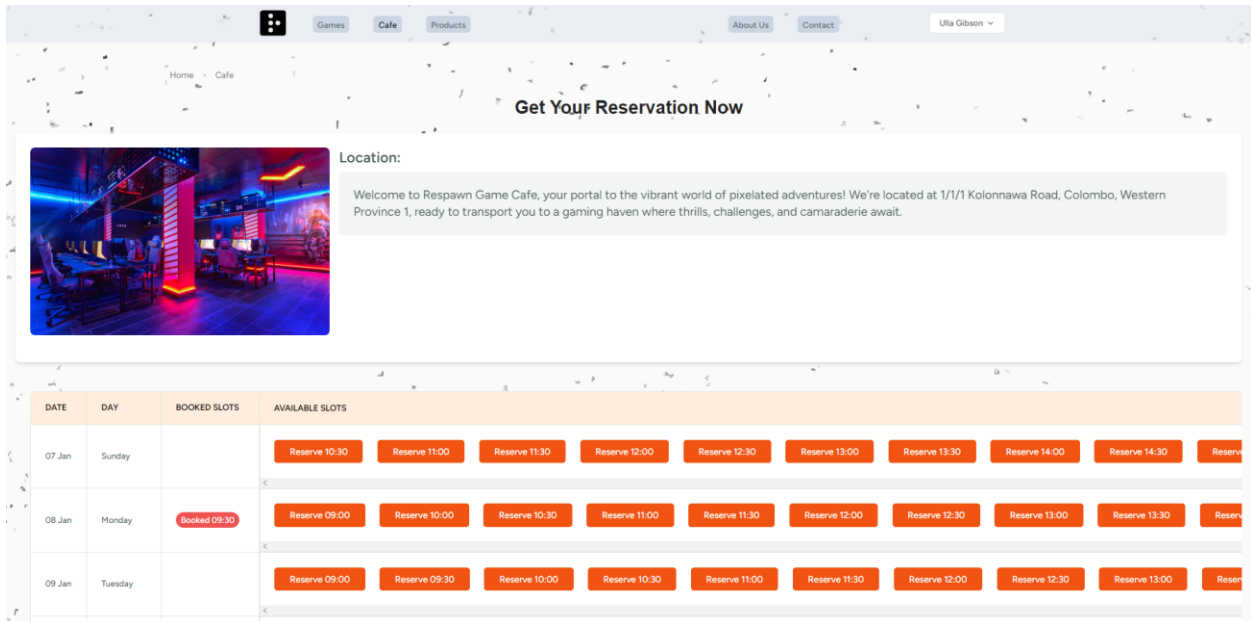 Games Cafe Products About Us Contact Ulla Gibson
Home › Cafe
Get Your Reservation Now
Location:
Welcome to Respawn Game Cafe, your portal to the vibrant world of pixelated adventures! We're located at 1/1/1 Kolonnawa Road, Colombo, Western
Province 1, ready to transport you to a gaming haven where thrills, challenges, and camaraderie await.
DATE DAY BOOKED SLOTS AVAILABLE SLOTS
07 Jan Sunday Reserve 10:30 Reserve 11:00 Reserve 11:30 Reserve 12:00 Reserve 12:30 Reserve 13:00 Reserve 13:30 Reserve 14:00 Reserve 14:30
08 Jan Monday Booked 09:30 Reserve 09:00 Reserve 10:00 Reserve 10:30 Reserve 11:00 Reserve 11:30 Reserve 12:00 Reserve 12:30 Reserve 13:00 Reserve 13:30
09 Jan Tuesday Reserve 09:00 Reserve 09:30 Reserve 10:00 Reserve 10:30 Reserve 11:00 Reserve 11:30 Reserve 12:00 Reserve 12:30 Reserve 13:00